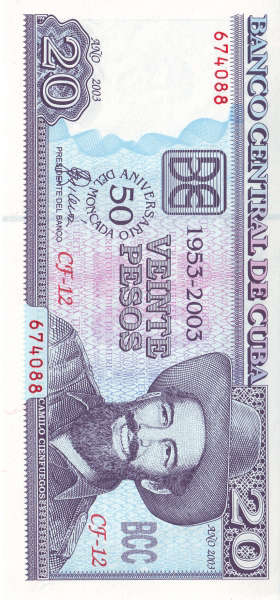 BANCO CENTRAL DE CUBA
20
AÑO 2003
674088
BCC
1953-2003
50 ANIVERSARIO DEL MONCADA
VEINTE
PESOS
PRESIDENTE DEL BANCO
CF-12
674088
CAMILO CIENFUEGOS
CF-12
BCC
AÑO 2003
20